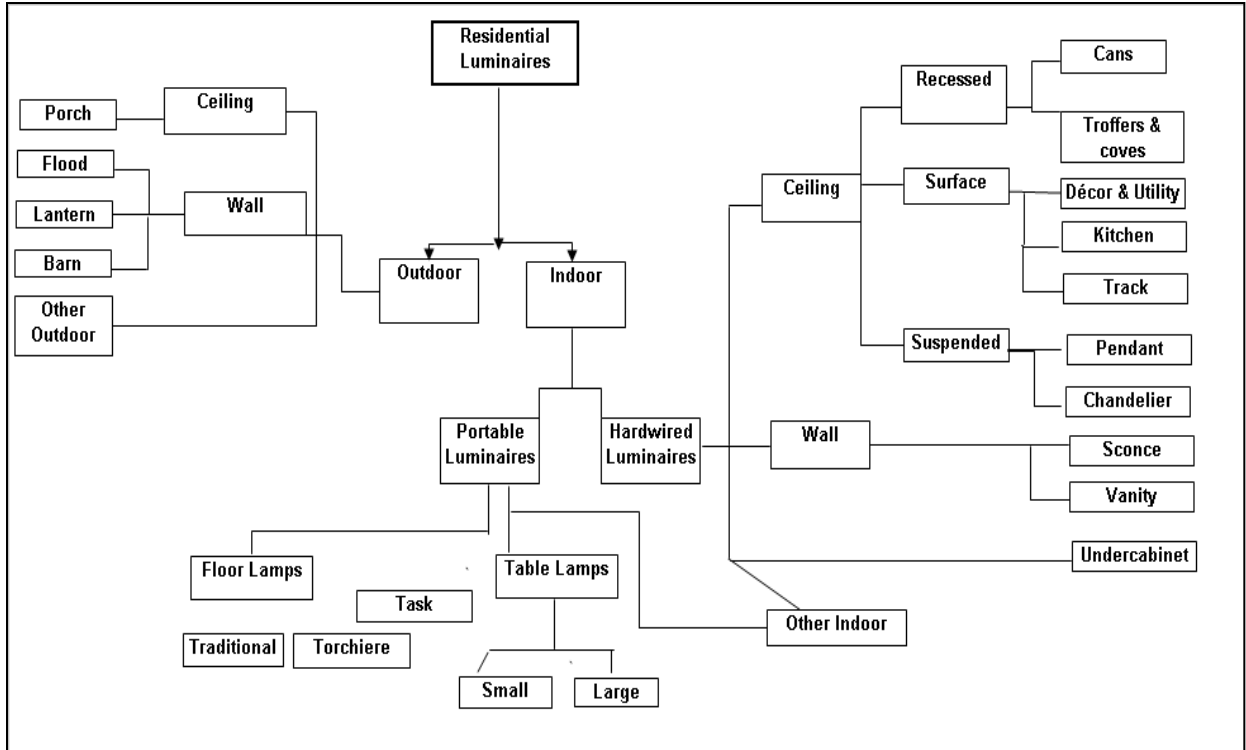 Residential
Luminaires
Cans
Recessed
Porch
Ceiling
Troffers &
coves
Flood
Ceiling
Surface
Décor & Utility
Lantern
Wall
Kitchen
Barn
Outdoor
Indoor
Track
Other
Outdoor
Suspended
Pendant
Chandelier
Portable
Luminaires
Hardwired
Luminaires
Wall
Sconce
Vanity
Floor Lamps
Table Lamps
Undercabinet
Task
Other Indoor
Traditional
Torchiere
Small
Large